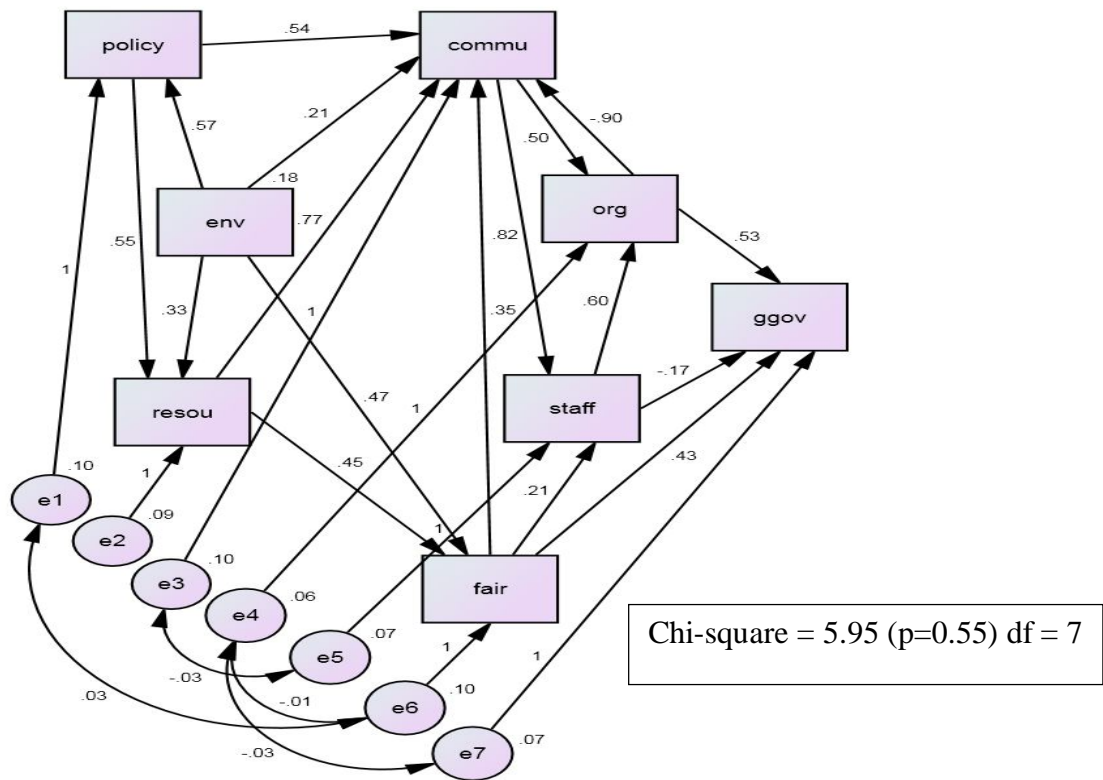 policy
.54
commu
.57
.21
.50
-.90
.18
env
.77
org
.55
.82
.53
1
.33
1
.35
.60
ggov
.47
1
-.17
resou
staff
.45
.43
.10
1
.21
e1
.09
e2
1
.10
e3
.06
fair
e4
.07
e5
1
1
Chi-square = 5.95 (p=0.55) df = 7
-.03
-.01
.10
e6
.03
-.03
.07
e7